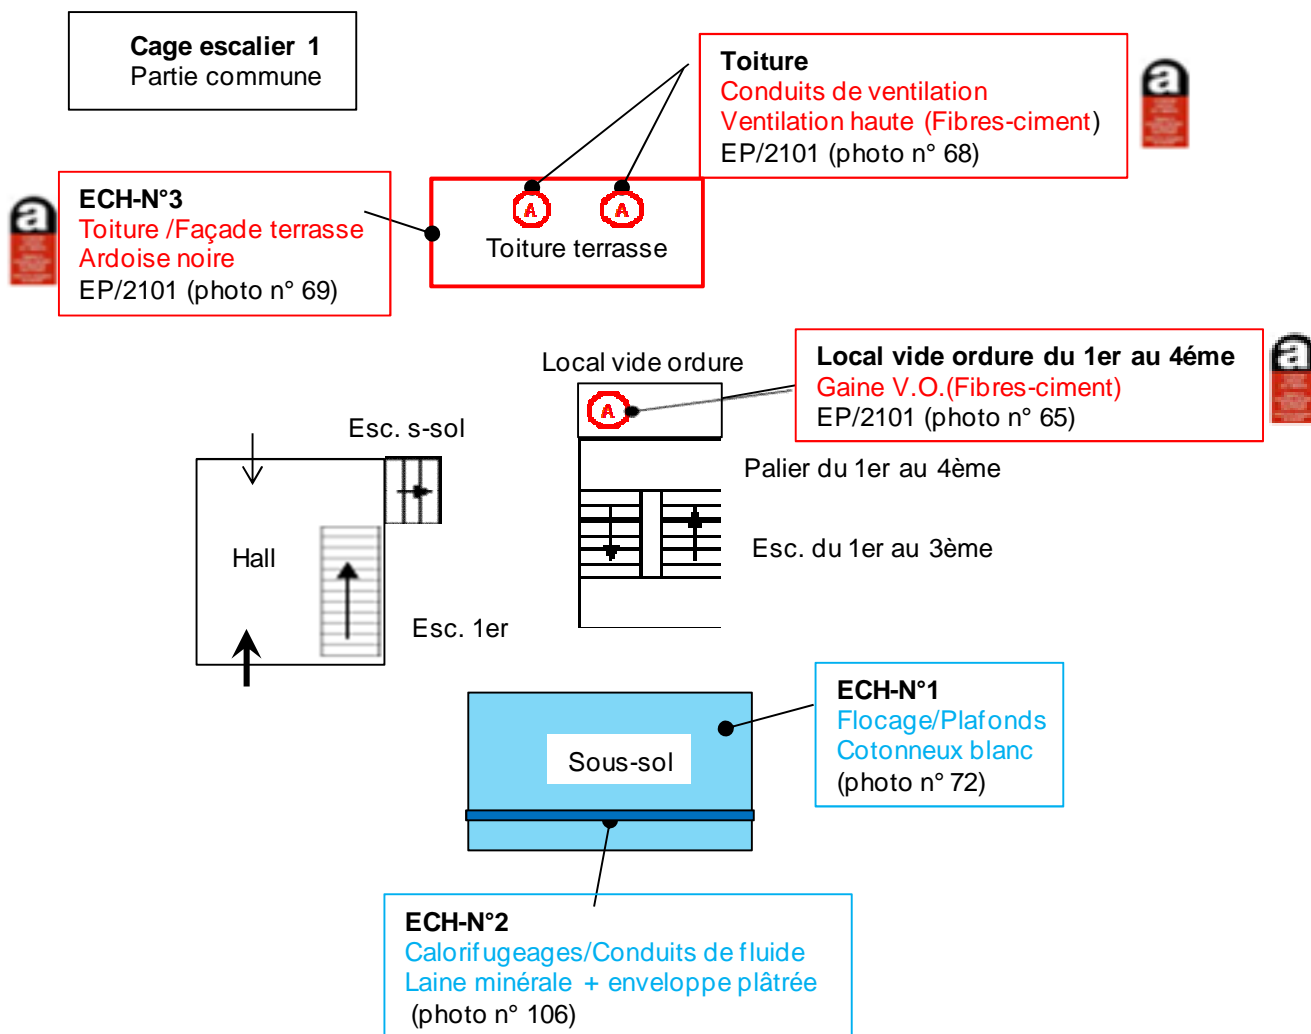 Cage escalier 1
Partie commune
Toiture
Conduits de ventilation
Ventilation haute (Fibres-ciment)
EP/2101 (photo n° 68)
a
ECH-N°3
Toiture /Façade terrasse
Ardoise noire
EP/2101 (photo n° 69)
a
A
A
Toiture terrasse
Local vide ordure
A
Local vide ordure du 1er au 4éme
Gaine V.O.(Fibres-ciment)
EP/2101 (photo n° 65)
a
Esc. s-sol
Hall
Esc. 1er
Palier du 1er au 4ème
Esc. du 1er au 3ème
Sous-sol
ECH-N°1
Flocage/Plafonds
Cotonneux blanc
(photo n° 72)
ECH-N°2
Calorifugeages/Conduits de fluide
Laine minérale + enveloppe plâtrée
(photo n° 106)